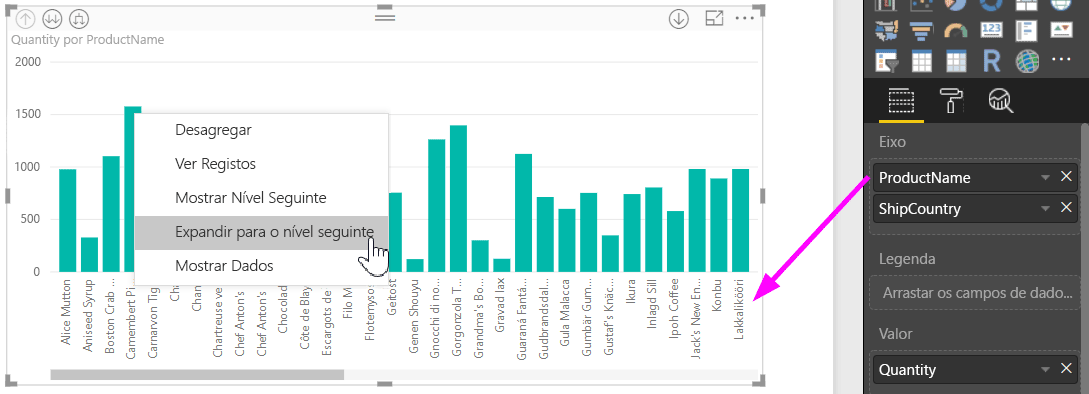 Quantity por ProductName
2000
1500
1000
500
0
Desagregar
Ver Registos
Mostrar Nível Seguinte
Expandir para o nível seguinte
Mostrar Dados
Alice Mutton
Aniseed Syrup
Boston Crab ...
Camembert Pi...
Carnarvon Tig
Ch
Chan
Chartreuse ve
Chef Anton's
Chef Anton's
Chocolad
Côte de Blay
Escargots de
Filo M
Flotemysos
Geitost
Genen Shouyu
Gnocchi di no...
Gorgonzola T...
Grandma's Bo...
Gravad lax
Guaraná Fantá...
Gudbrandsdal...
Gula Malacca
Gumbär Gum...
Gustaf's Knäc...
Ikura
Inlagd Sill
Ipoh Coffee
Jack's New En...
Konbu
Lakkalikööri
123
R
Eixo
ProductName
ShipCountry
Legenda
Arrastar os campos de dado...
Valor
Quantity